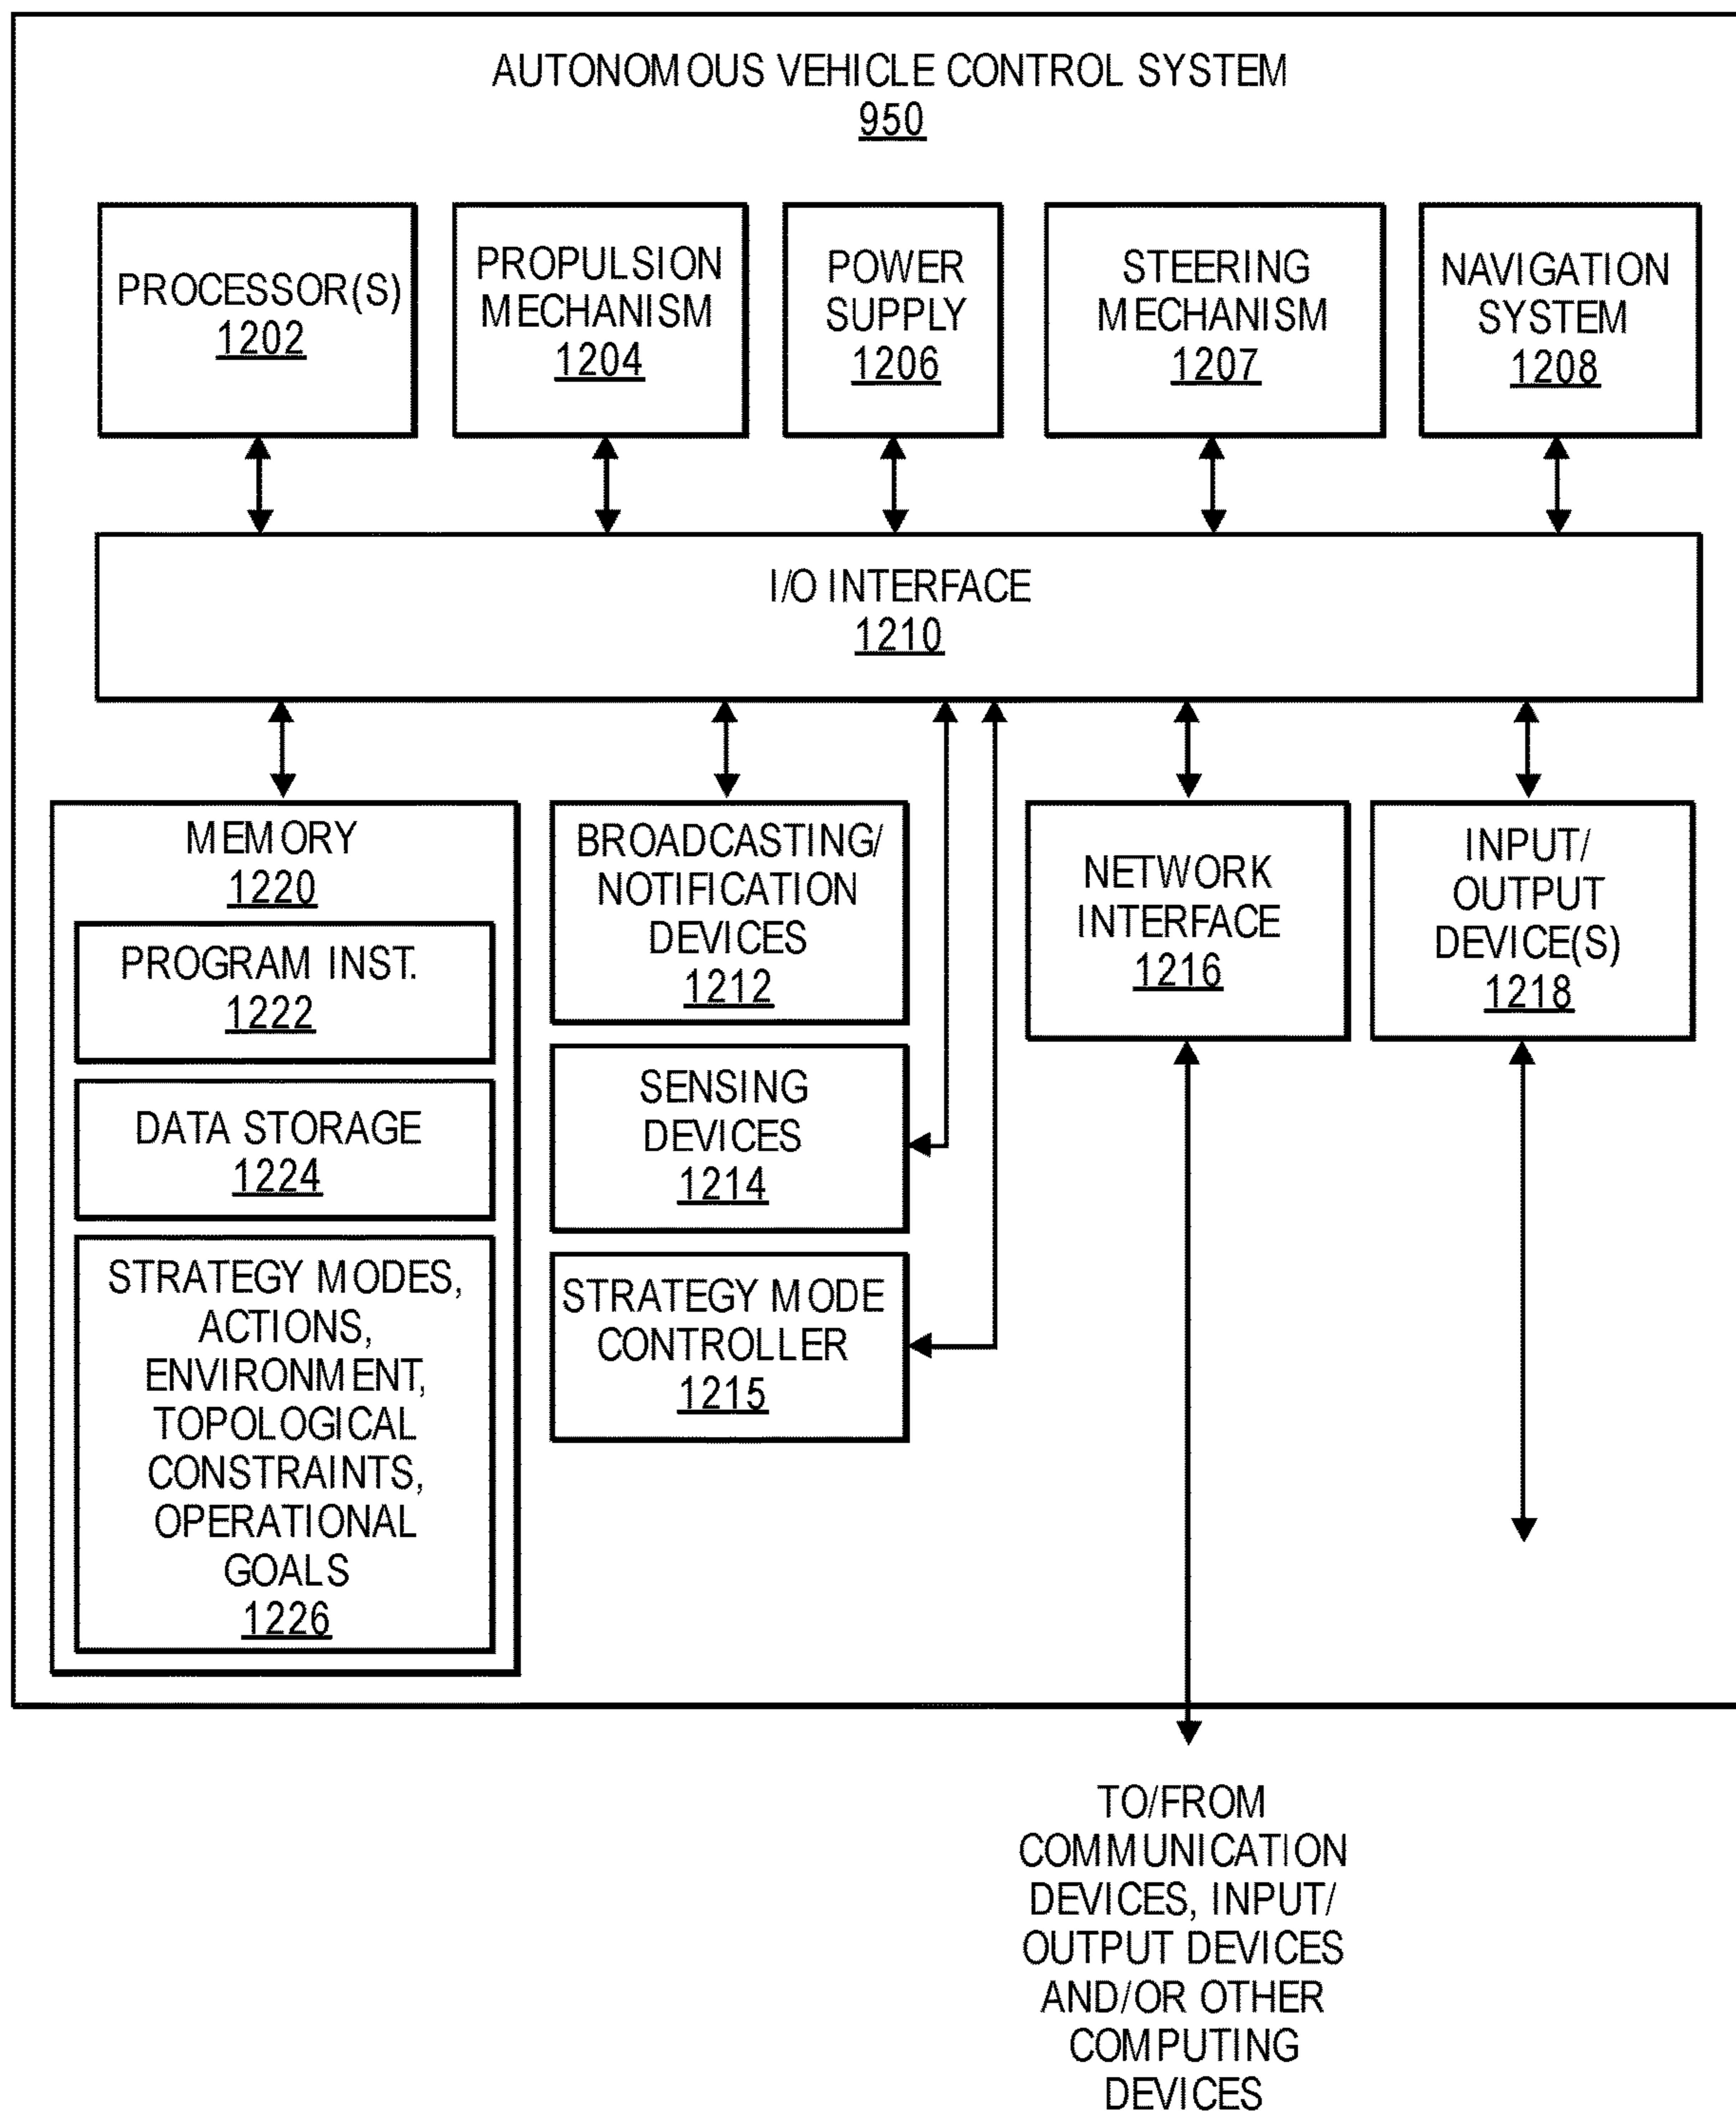 AUTONOMOUS VEHICLE CONTROL SYSTEM
950
PROCESSOR(S)
1202
PROPULSION
MECHANISM
1204
POWER
SUPPLY
1206
STEERING
MECHANISM
1207
NAVIGATION
SYSTEM
1208
I/O INTERFACE
1210
MEMORY
1220
PROGRAM INST.
1222
DATA STORAGE
1224
STRATEGY MODES,
ACTIONS,
ENVIRONMENT,
TOPOLOGICAL
CONSTRAINTS,
OPERATIONAL
GOALS
1226
BROADCASTING/
NOTIFICATION
DEVICES
1212
SENSING
DEVICES
1214
STRATEGY MODE
CONTROLLER
1215
NETWORK
INTERFACE
1216
INPUT/
OUTPUT
DEVICE(S)
1218
TO/FROM
COMMUNICATION
DEVICES, INPUT/
OUTPUT DEVICES
AND/OR OTHER
COMPUTING
DEVICES